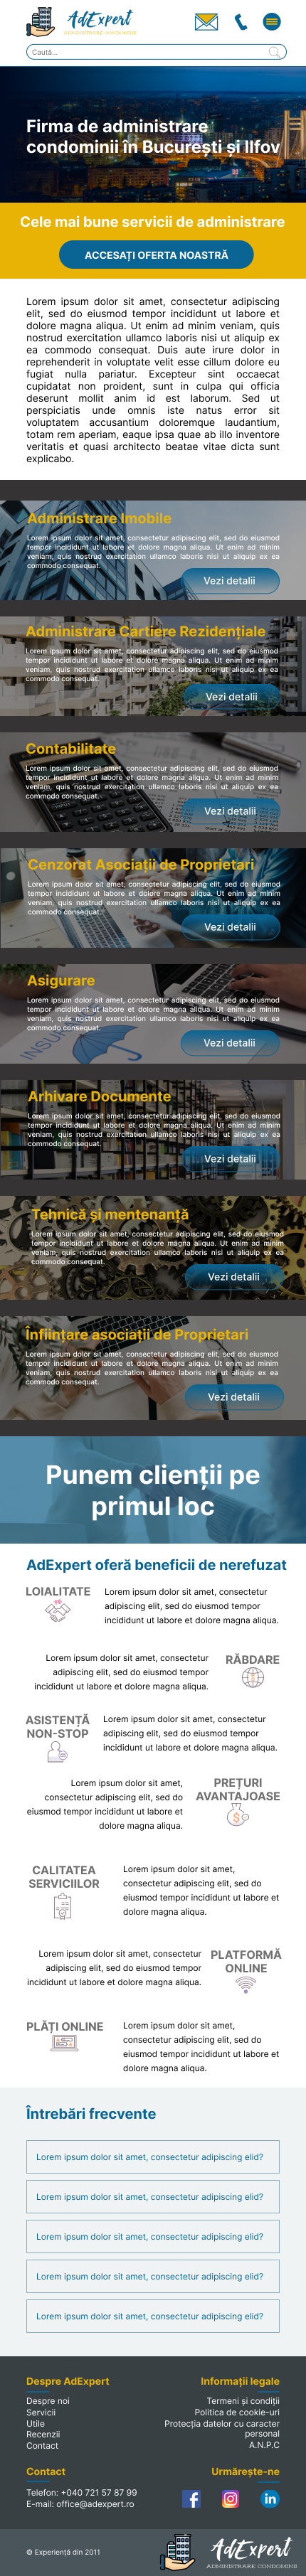 AdExpert
ADMINISTRARE CONDOMINII
Caută...
Firma de administrare
condominii în București și Ilfov
Cele mai bune servicii de administrare
ACCESAȚI OFERTA NOASTRĂ
Lorem ipsum dolor sit amet, consectetur adipiscing
elit, sed do eiusmod tempor incididunt ut labore et
dolore magna aliqua. Ut enim ad minim veniam, quis
nostrud exercitation ullamco laboris nisi ut aliquip ex
ea commodo consequat. Duis aute irure dolor in
reprehenderit in voluptate velit esse cillum dolore eu
fugiat nulla pariatur. Excepteur sint occaecat
cupidatat non proident, sunt in culpa qui officia
deserunt mollit anim id est laborum. Sed ut
perspiciatis unde omnis iste natus error sit
voluptatem accusantium doloremque laudantium,
totam rem aperiam, eaque ipsa quae ab illo inventore
veritatis et quasi architecto beatae vitae dicta sunt
explicabo.
Administrare Imobile
Lorem ipsum dolor sit amet, consectetur adipiscing elit, sed do eiusmod
tempor incididunt ut labore et dolore magna aliqua. Ut enim ad minim
veniam, quis nostrud exercitation ullamco laboris nisi ut aliquip ex ea
commodo consequat.
Vezi detalii
Administrare Cartiere Rezidențiale
Lorem ipsum dolor sit amet, consectetur adipiscing elit, sed do eiusmod
tempor incididunt ut labore et dolore magna aliqua. Ut enim ad minim
veniam, quis nostrud exercitation ullamco laboris nisi ut aliquip ex ea
commodo consequat.
Vezi detalii
Contabilitate
Lorem ipsum dolor sit amet, consectetur adipiscing elit, sed do eiusmod
tempor incididunt ut labore et dolore magna aliqua. Ut enim ad minim
veniam, quis nostrud exercitation ullamco laboris nisi ut aliquip ex ea
commodo consequat.
Vezi detalii
Cenzorat Asociații de Proprietari
Lorem ipsum dolor sit amet, consectetur adipiscing elit, sed do eiusmod
tempor incididunt ut labore et dolore magna aliqua. Ut enim ad minim
veniam, quis nostrud exercitation ullamco laboris nisi ut aliquip ex ea
commodo consequat.
Vezi detalii
Asigurare
Lorem ipsum dolor sit amet, consectetur adipiscing elit, sed do eiusmod
tempor incididunt ut labore et dolore magna aliqua. Ut enim ad minim
veniam, quis nostrud exercitation ullamco laboris nisi ut aliquip ex ea
commodo consequat.
Vezi detalii
Arhivare Documente
Lorem ipsum dolor sit amet, consectetur adipiscing elit, sed do eiusmod
tempor incididunt ut labore et dolore magna aliqua. Ut enim ad minim
veniam, quis nostrud exercitation ullamco laboris nisi ut aliquip ex ea
commodo consequat.
Vezi detalii
Tehnică și mentenanță
Lorem ipsum dolor sit amet, consectetur adipiscing elit, sed do eiusmod
tempor incididunt ut labore et dolore magna aliqua. Ut enim ad minim
veniam, quis nostrud exercitation ullamco laboris nisi ut aliquip ex ea
commodo consequat.
Vezi detalii
Înființare asociații de Proprietari
Lorem ipsum dolor sit amet, consectetur adipiscing elit, sed do eiusmod
tempor incididunt ut labore et dolore magna aliqua. Ut enim ad minim
veniam, quis nostrud exercitation ullamco laboris nisi ut aliquip ex ea
commodo consequat.
Vezi detalii
Punem clienții pe
primul loc
AdExpert oferă beneficii de nerefuzat
LOIALITATE
Lorem ipsum dolor sit amet, consectetur
adipiscing elit, sed do eiusmod tempor
incididunt ut labore et dolore magna aliqua.
RĂBDARE
Lorem ipsum dolor sit amet, consectetur
adipiscing elit, sed do eiusmod tempor
incididunt ut labore et dolore magna aliqua.
ASISTENȚĂ
NON-STOP
Lorem ipsum dolor sit amet, consectetur
adipiscing elit, sed do eiusmod tempor
incididunt ut labore et dolore magna aliqua.
PREȚURI
AVANTAJOASE
Lorem ipsum dolor sit amet,
consectetur adipiscing elit, sed do
eiusmod tempor incididunt ut labore et
dolore magna aliqua.
CALITATEA
SERVICIILOR
Lorem ipsum dolor sit amet,
consectetur adipiscing elit, sed do
eiusmod tempor incididunt ut labore et
dolore magna aliqua.
PLATFORMĂ
ONLINE
Lorem ipsum dolor sit amet, consectetur
adipiscing elit, sed do eiusmod tempor
incididunt ut labore et dolore magna aliqua.
PLĂȚI ONLINE
Lorem ipsum dolor sit amet,
consectetur adipiscing elit, sed do
eiusmod tempor incididunt ut labore et
dolore magna aliqua.
Întrebări frecvente
Lorem ipsum dolor sit amet, consectetur adipiscing elid?
Lorem ipsum dolor sit amet, consectetur adipiscing elid?
Lorem ipsum dolor sit amet, consectetur adipiscing elid?
Lorem ipsum dolor sit amet, consectetur adipiscing elid?
Lorem ipsum dolor sit amet, consectetur adipiscing elid?
Despre AdExpert
Despre noi
Servicii
Utile
Recenzii
Contact
Informații legale
Termeni și condiții
Politica de cookie-uri
Protecția datelor cu caracter
personal
A.N.P.C
Contact
Telefon: +040 721 57 87 99
E-mail: office@adexpert.ro
Urmărește-ne
© Experiență din 2011
AdExpert
ADMINISTRARE CONDOMINII